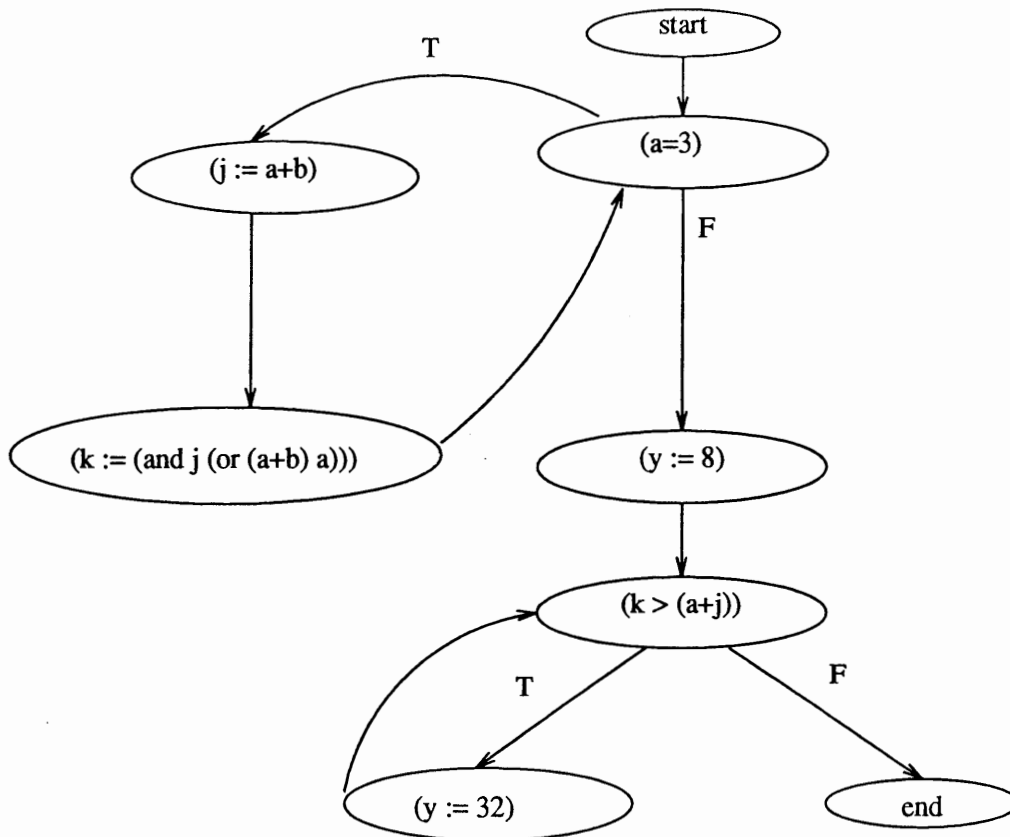 start
T
(a=3)
(j := a+b)
F
(k := (and j (or (a+b) a)))
(y := 8)
(k > (a+j))
T
F
(y := 32)
end